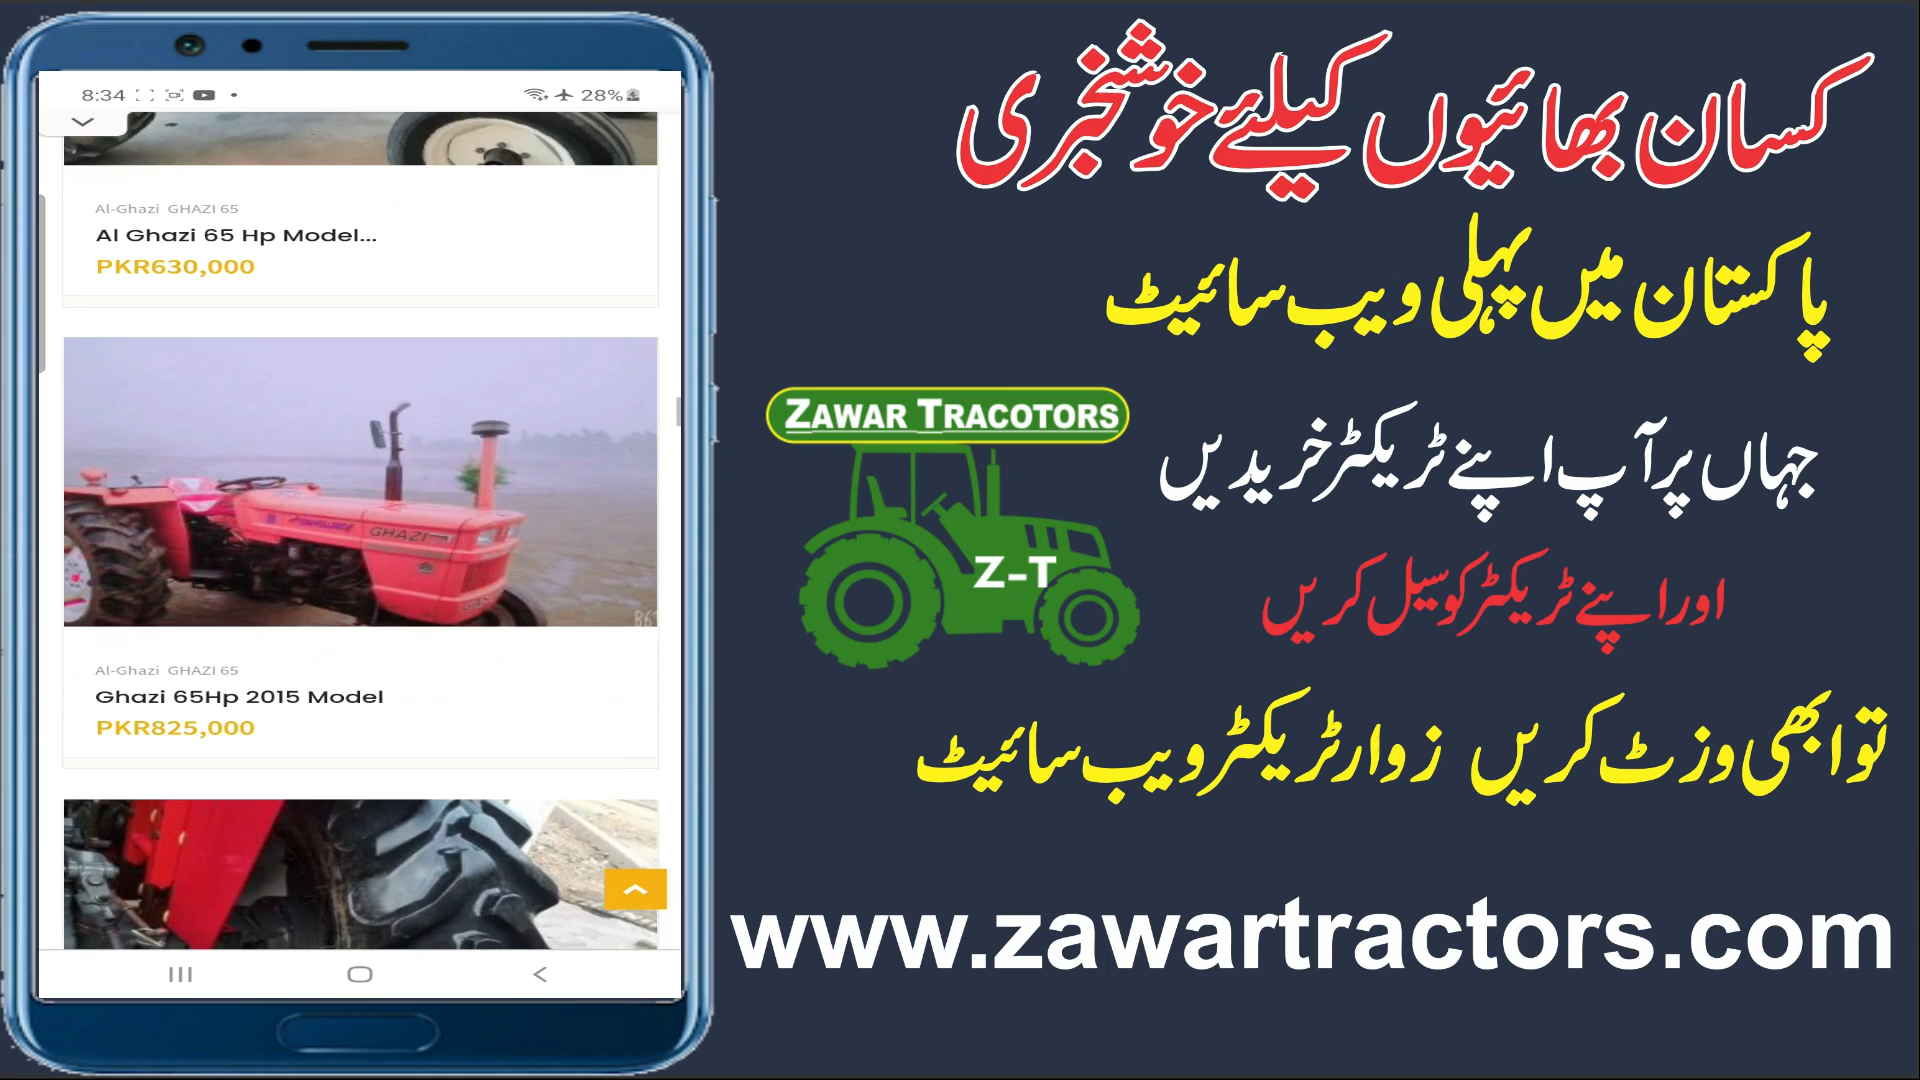 8:34
28%
Al-Ghazi GHAZI 65
Al Ghazi 65 Hp Model...
PKR630,000
GHAZI
Al-Ghazi GHAZI 65
Ghazi 65Hp 2015 Model
PKR825,000
کسان بھائیوں کیلئے خوشخبری
پاکستان میں پہلی ویب سائیٹ
ZAWAR TRACOTORS
Z-T
جہاں پر آپ اپنے ٹریکٹر خریدیں
اور اپنے ٹریکٹر کو سیل کریں
تو ابھی وزٹ کریں زوار ٹریکٹر ویب سائیٹ
www.zawartractors.com